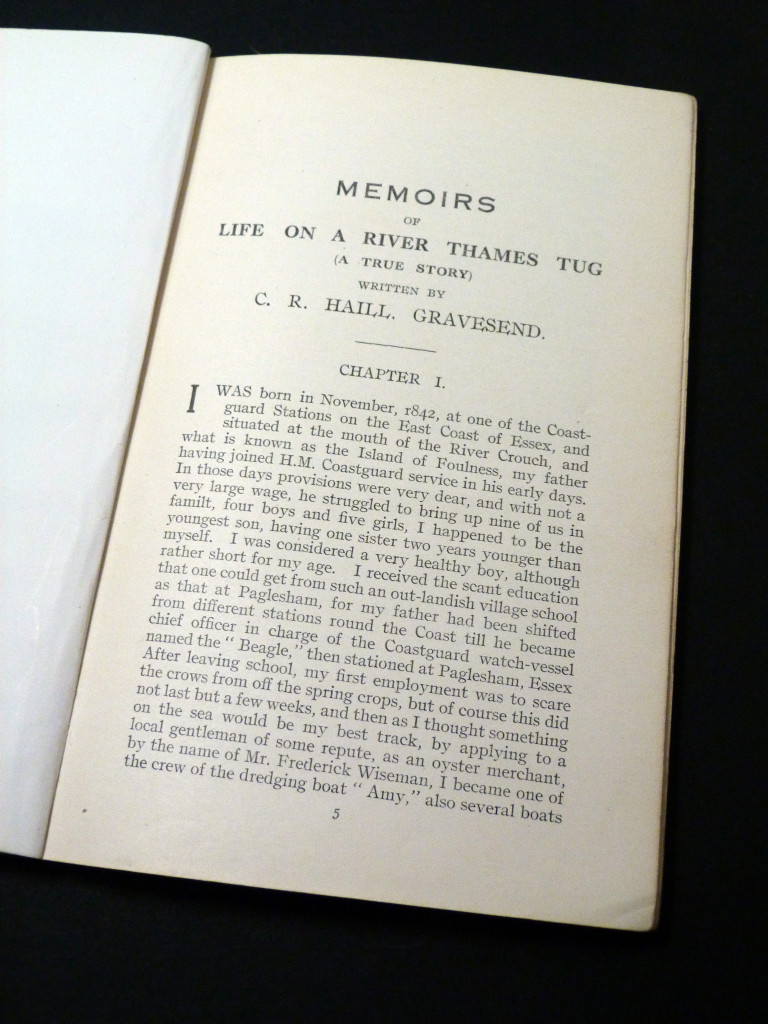 MEMOIRS
OF
LIFE ON A RIVER THAMES TUG
(A TRUE STORY)
WRITTEN BY
C. R. HAILL. GRAVESEND.
CHAPTER I.
I WAS born in November, 1842, at one of the Coast-
guard Stations on the East Coast of Essex, and
situated at the mouth of the River Crouch, and
what is known as the Island of Foulness, my father
having joined H.M. Coastguard service in his early days.
In those days provisions were very dear, and with not a
very large wage, he struggled to bring up nine of us in
familt, four boys and five girls, I happened to be the
youngest son, having one sister two years younger than
myself. I was considered a very healthy boy, although
rather short for my age. I received the scant education
that one could get from such an out-landish village school
as that at Paglesham, for my father had been shifted
from different stations round the Coast till he became
chief officer in charge of the Coastguard watch-vessel
named the " Beagle," then stationed at Paglesham, Essex
After leaving school, my first employment was to scare
the crows from off the spring crops, but of course this did
not last but a few weeks, and then as I thought something
on the sea would be my best track, by applying to a
local gentleman of some repute, as an oyster merchant,
by the name of Mr. Frederick Wiseman, I became one of
the crew of the dredging boat " Amy," also several boats
5